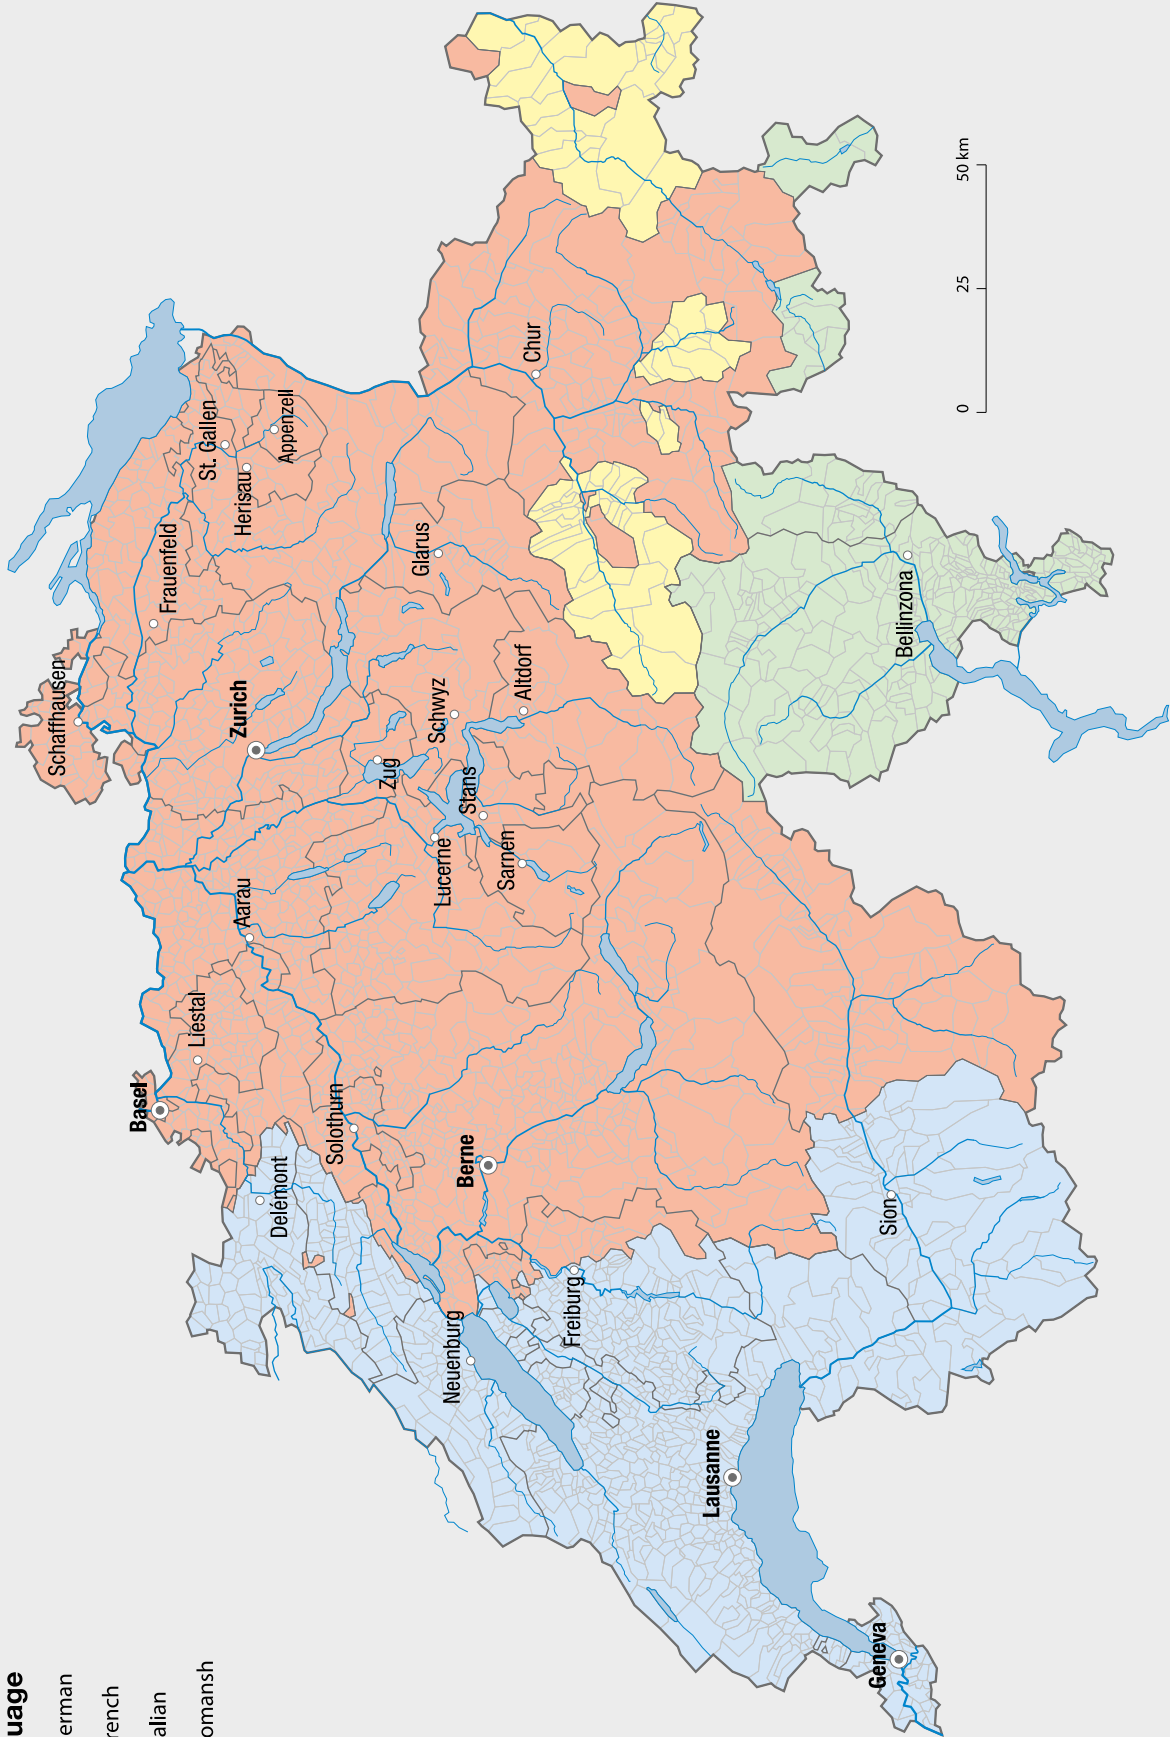 uage
erman
rench
alian
omansh
Schaffhausen
Frauenfeld
St. Gallen
Herisau
Appenzell
Basel
Liestal
Aarau
Zurich
Delémont
Solothurn
Zug
Lucerne
Schwyz
Stans
Sarnen
Altdorf
Glarus
Chur
Neuenburg
Berne
Freiburg
Lausanne
Geneva
Sion
Bellinzona
0 25 50 km